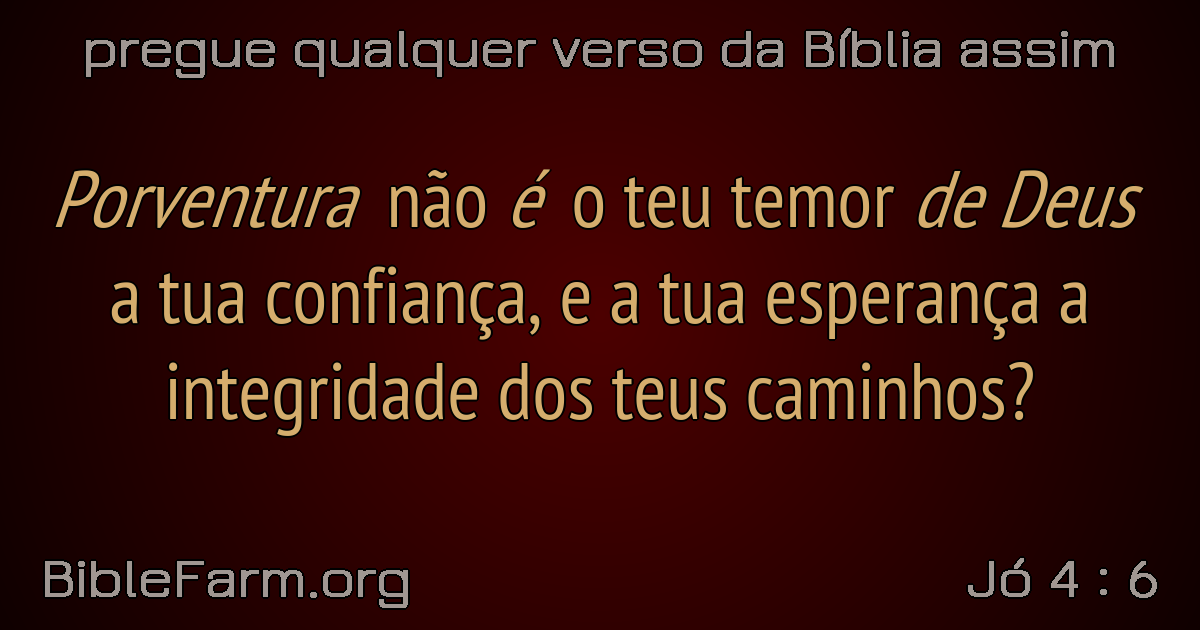 pregue qualquer verso da Bíblia assim
Porventura não é o teu temor de Deus
a tua confiança, e a tua esperança a
integridade dos teus caminhos?
BibleFarm.org
Jó 4 : 6